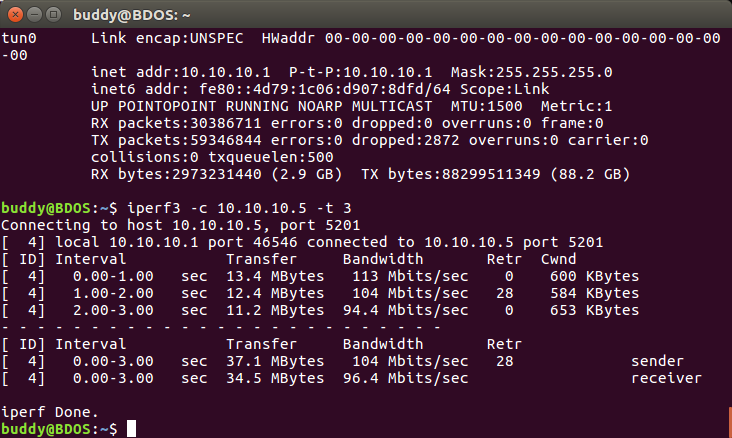 buddy@BDOS: ~
tun0 Link encap:UNSPEC HWaddr 00-00-00-00-00-00-00-00-00-00-00-00-00-00-00
-00
inet addr:10.10.10.1 P-t-P:10.10.10.1 Mask:255.255.255.0
inet6 addr: fe80::4d79:1c06:d907:8dfd/64 Scope:Link
UP POINTOPOINT RUNNING NOARP MULTICAST MTU:1500 Metric:1
RX packets:30386711 errors:0 dropped:0 overruns:0 frame:0
TX packets:59346844 errors:0 dropped:2872 overruns:0 carrier:0
collisions:0 txqueuelen:500
RX bytes:2973231440 (2.9 GB) TX bytes:88299511349 (88.2 GB)
buddy@BDOS:~$ iperf3 -c 10.10.10.5 -t 3
Connecting to host 10.10.10.5, port 5201
[ 4] local 10.10.10.1 port 46546 connected to 10.10.10.5 port 5201
[ ID] Interval Transfer Bandwidth Retr Cwnd
[ 4] 0.00-1.00 sec 13.4 MBytes 113 Mbits/sec 0 600 KBytes
[ 4] 1.00-2.00 sec 12.4 MBytes 104 Mbits/sec 28 584 KBytes
[ 4] 2.00-3.00 sec 11.2 MBytes 94.4 Mbits/sec 0 653 KBytes
- - - - - - - - - - - - - - - - - - - - - - - - -
[ ID] Interval Transfer Bandwidth Retr
[ 4] 0.00-3.00 sec 37.1 MBytes 104 Mbits/sec 28 sender
[ 4] 0.00-3.00 sec 34.5 MBytes 96.4 Mbits/sec receiver
iperf Done.
buddy@BDOS:~$